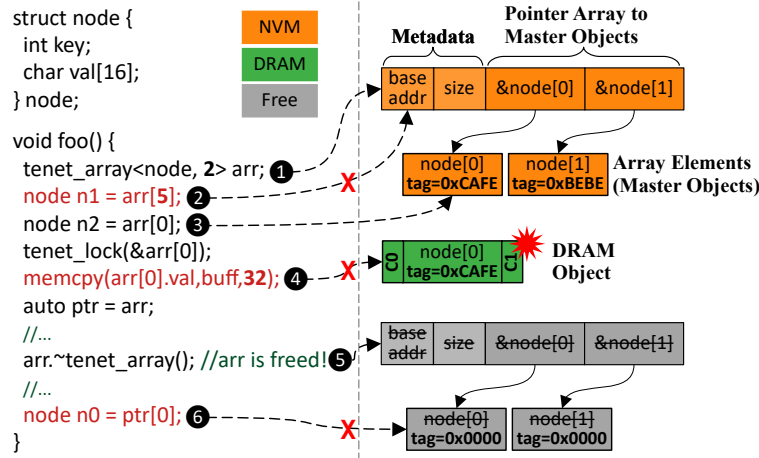 struct node {
int key;
char val[16];
} node;
void foo() {
tenet_array<node, 2> arr; 1
node n1 = arr[5]; 2
node n2 = arr[0]; 3
tenet_lock(&arr[0]);
memcpy(arr[0].val,buff,32); 4
auto ptr = arr;
//...
arr.~tenet_array(); //arr is freed! 5
//...
node n0 = ptr[0]; 6
}
NVM
DRAM
Free
Metadata
Pointer Array to
Master Objects
base
addr
size
&node[0]
&node[1]
node[0]
tag=0xCAFE
node[1]
tag=0xBEBE
Array Elements
(Master Objects)
X
C0
node[0]
tag=0xCAFE
C1
DRAM
Object
X
base
addr
size
&node[0]
&node[1]
node[0]
tag=0x0000
node[1]
tag=0x0000
X